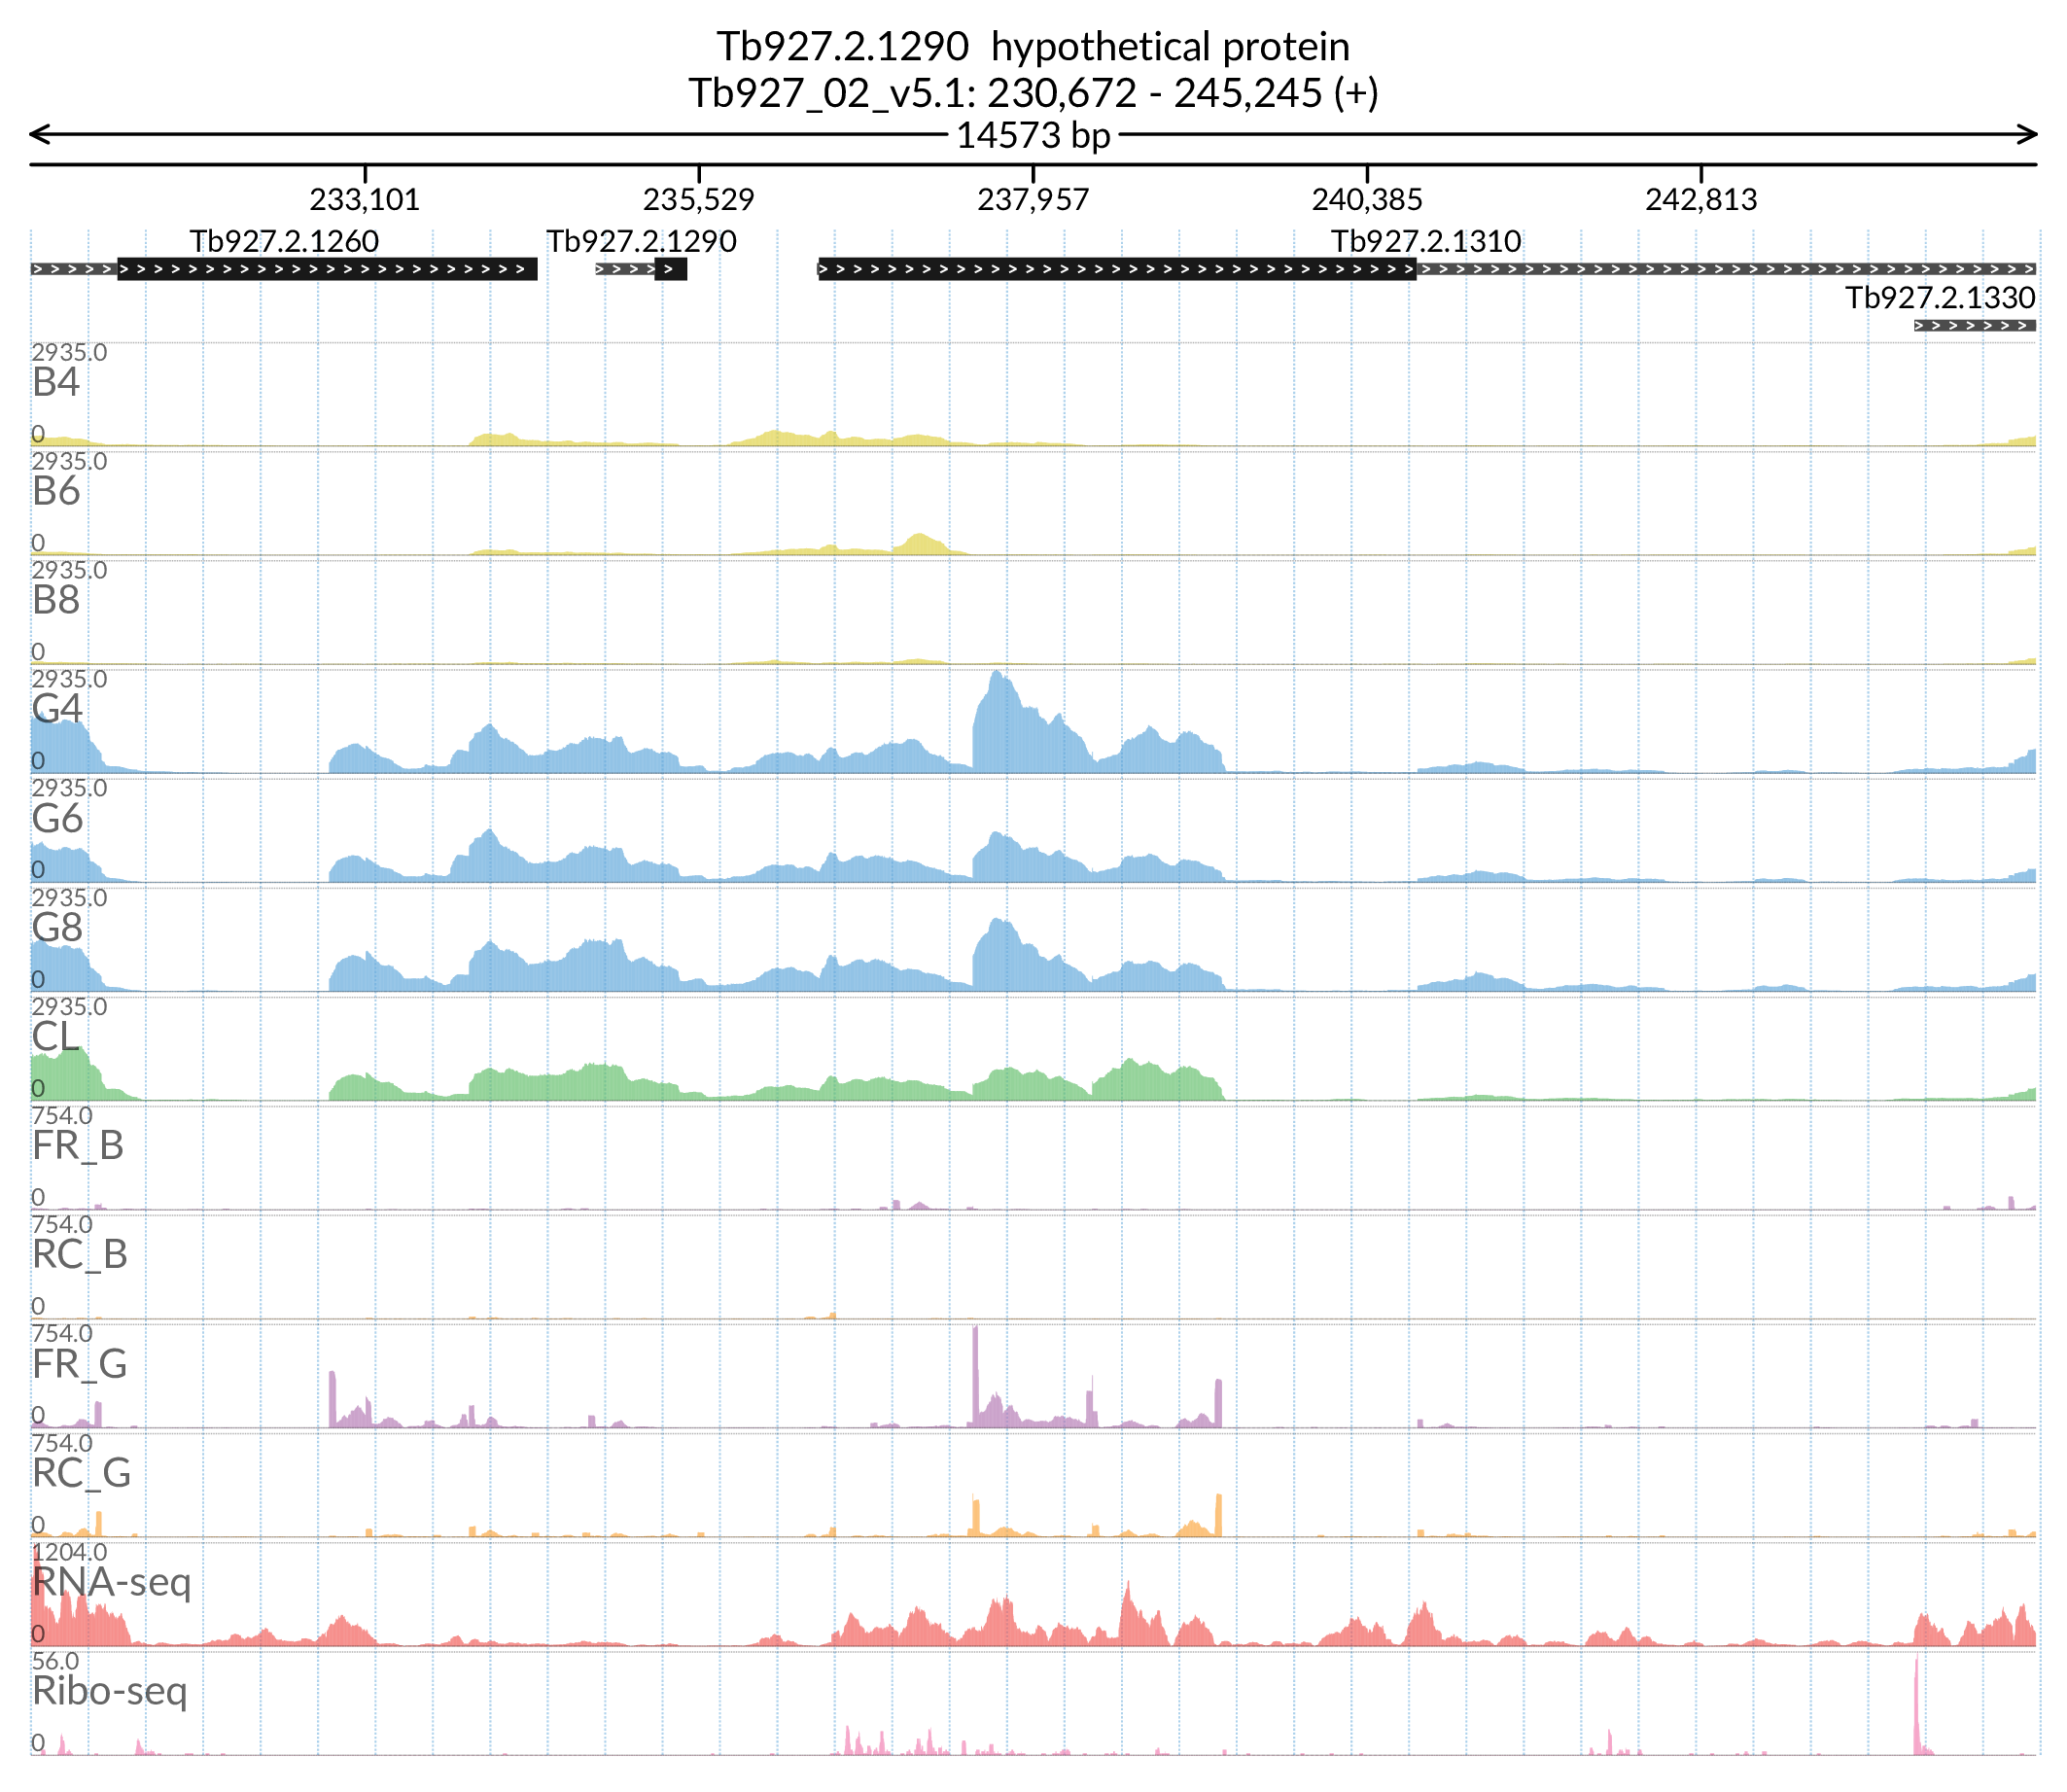 Tb927.2.1290 hypothetical protein
Tb927_02_v5.1: 230,672 - 245,245 (+)
14573 bp
233,101 235,529 237,957 240,385 242,813
Tb927.2.1260 Tb927.2.1290 Tb927.2.1310
Tb927.2.1330
2935.0
B4
0
2935.0
B6
0
2935.0
B8
0
2935.0
G4
0
2935.0
G6
0
2935.0
G8
0
2935.0
CL
0
754.0
FR_B
0
754.0
RC_B
0
754.0
FR_G
0
754.0
RC_G
0
1204.0
RNA-seq
0
56.0
Ribo-seq
0